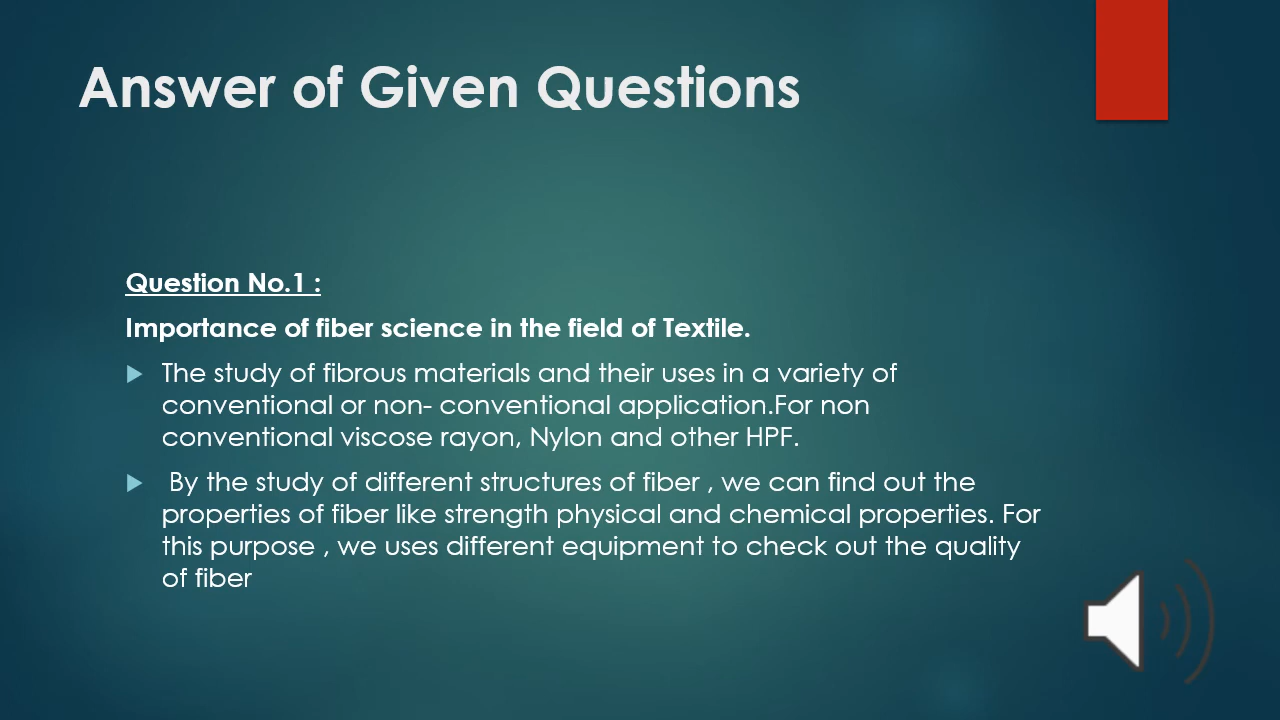 Answer of Given Questions
Question No.1 :
Importance of fiber science in the field of Textile.
The study of fibrous materials and their uses in a variety of
conventional or non- conventional application.For non
conventional viscose rayon, Nylon and other HPF.
By the study of different structures of fiber , we can find out the
properties of fiber like strength physical and chemical properties. For
this purpose , we uses different equipment to check out the quality
of fiber